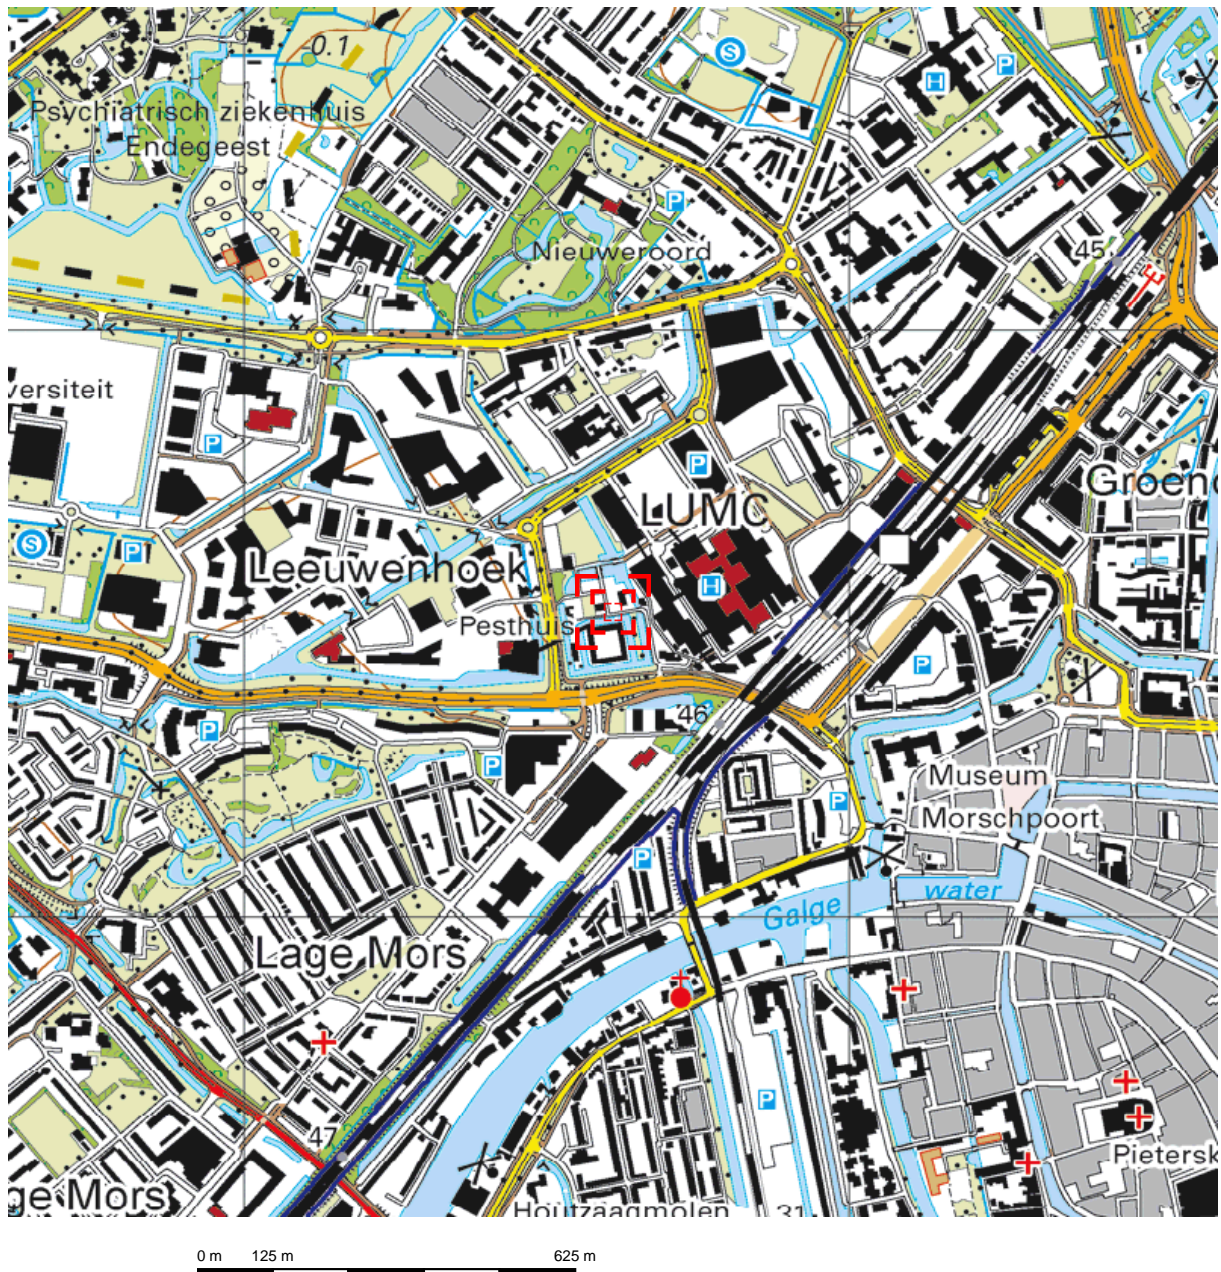 -0.1
S
H
P
Psychiatrisch ziekenhuis
Endegeest
P
Nieuweroord
45
versiteit
P
P
LUMC
Groeno
S
P
Leeuwenhoek
H
Pesthuis
P
46
P
P
Museum
P
Morschpoort
P
water
Galge
Lage Mors
P
47
Pietersk
ge Mors
Houtzaagmolen
31
0 m 125 m 625 m